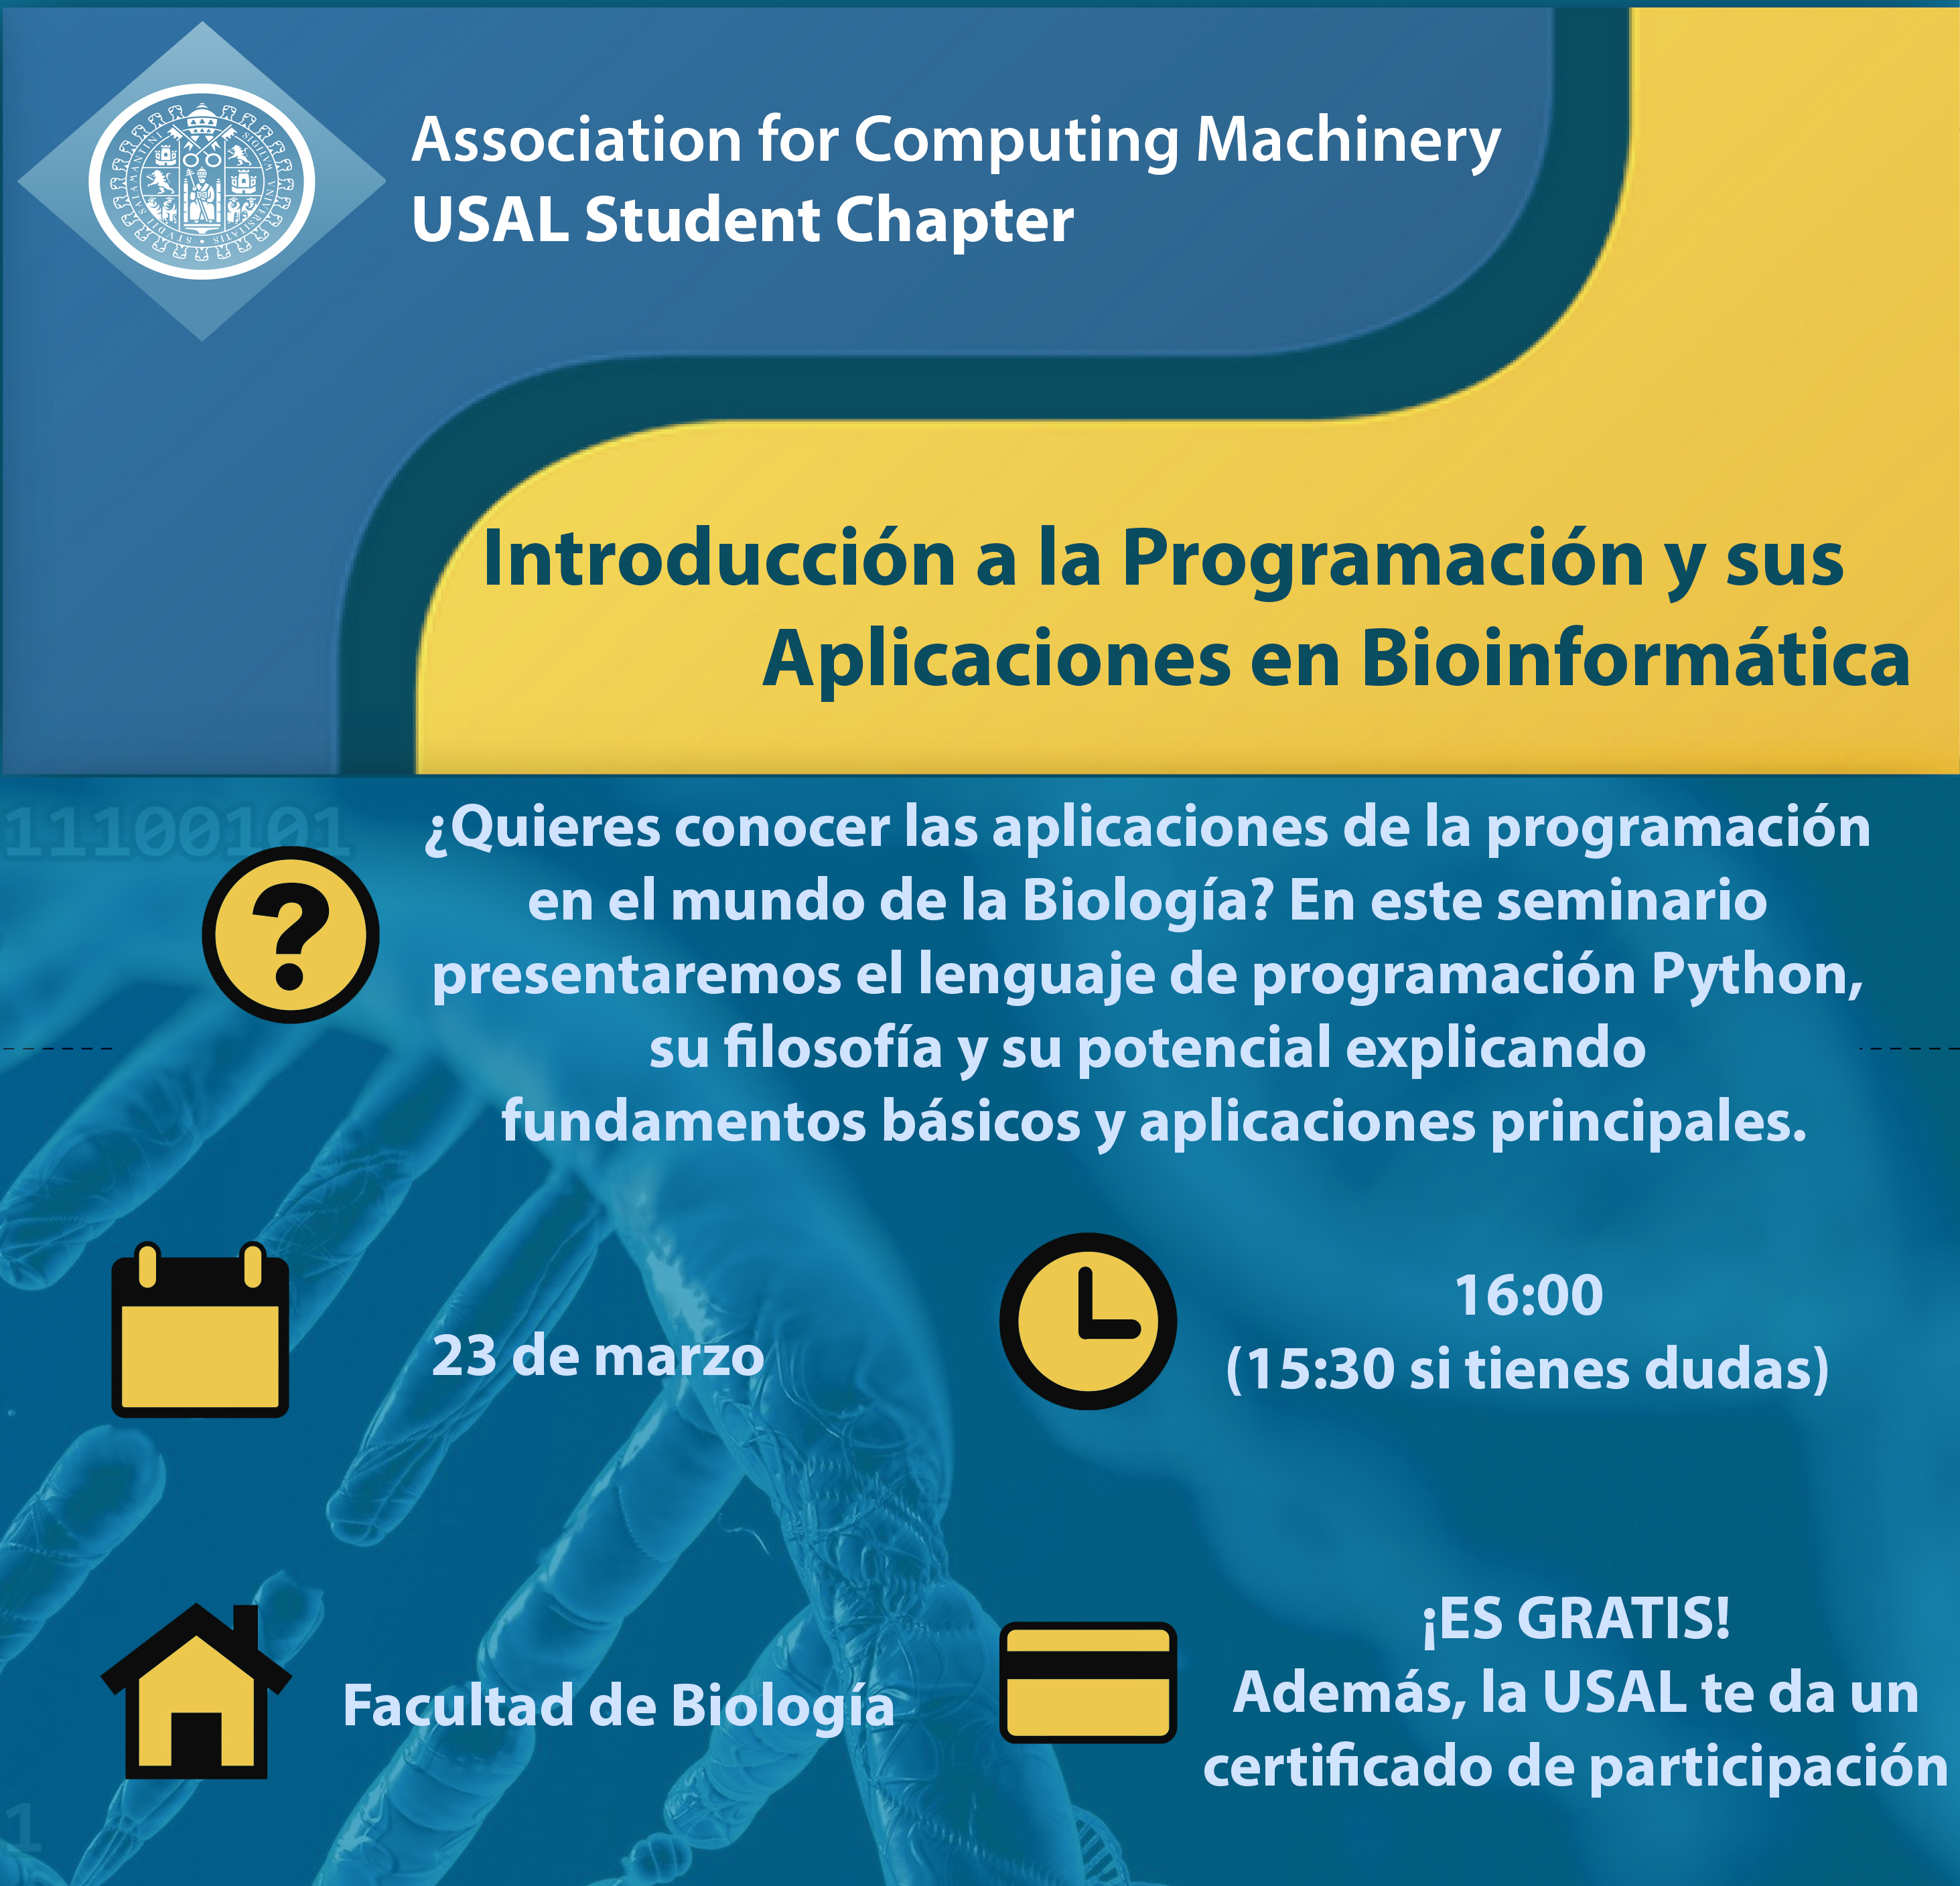 Association for Computing Machinery
USAL Student Chapter
Introducción a la Programación y sus
Aplicaciones en Bioinformática
11100101
¿Quieres conocer las aplicaciones de la programación
en el mundo de la Biología? En este seminario
presentaremos el lenguaje de programación Python,
su filosofía y su potencial explicando
fundamentos básicos y aplicaciones principales.
23 de marzo
16:00
(15:30 si tienes dudas)
Facultad de Biología
¡ES GRATIS!
Además, la USAL te da un
certificado de participación
1